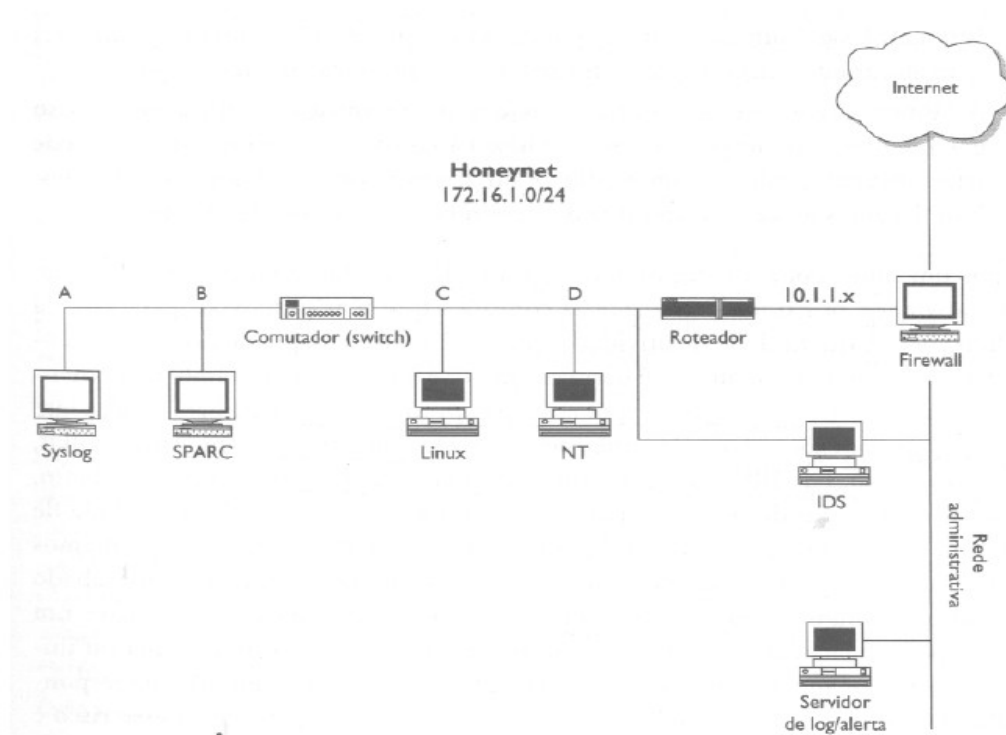 Internet
Honeynet
172.16.1.0/24
A
B
C
D
10.1.1.x
Comutador (switch)
Roteador
Firewall
Syslog
SPARC
Linux
NT
IDS
Rede
administrativa
Servidor
de log/alerta